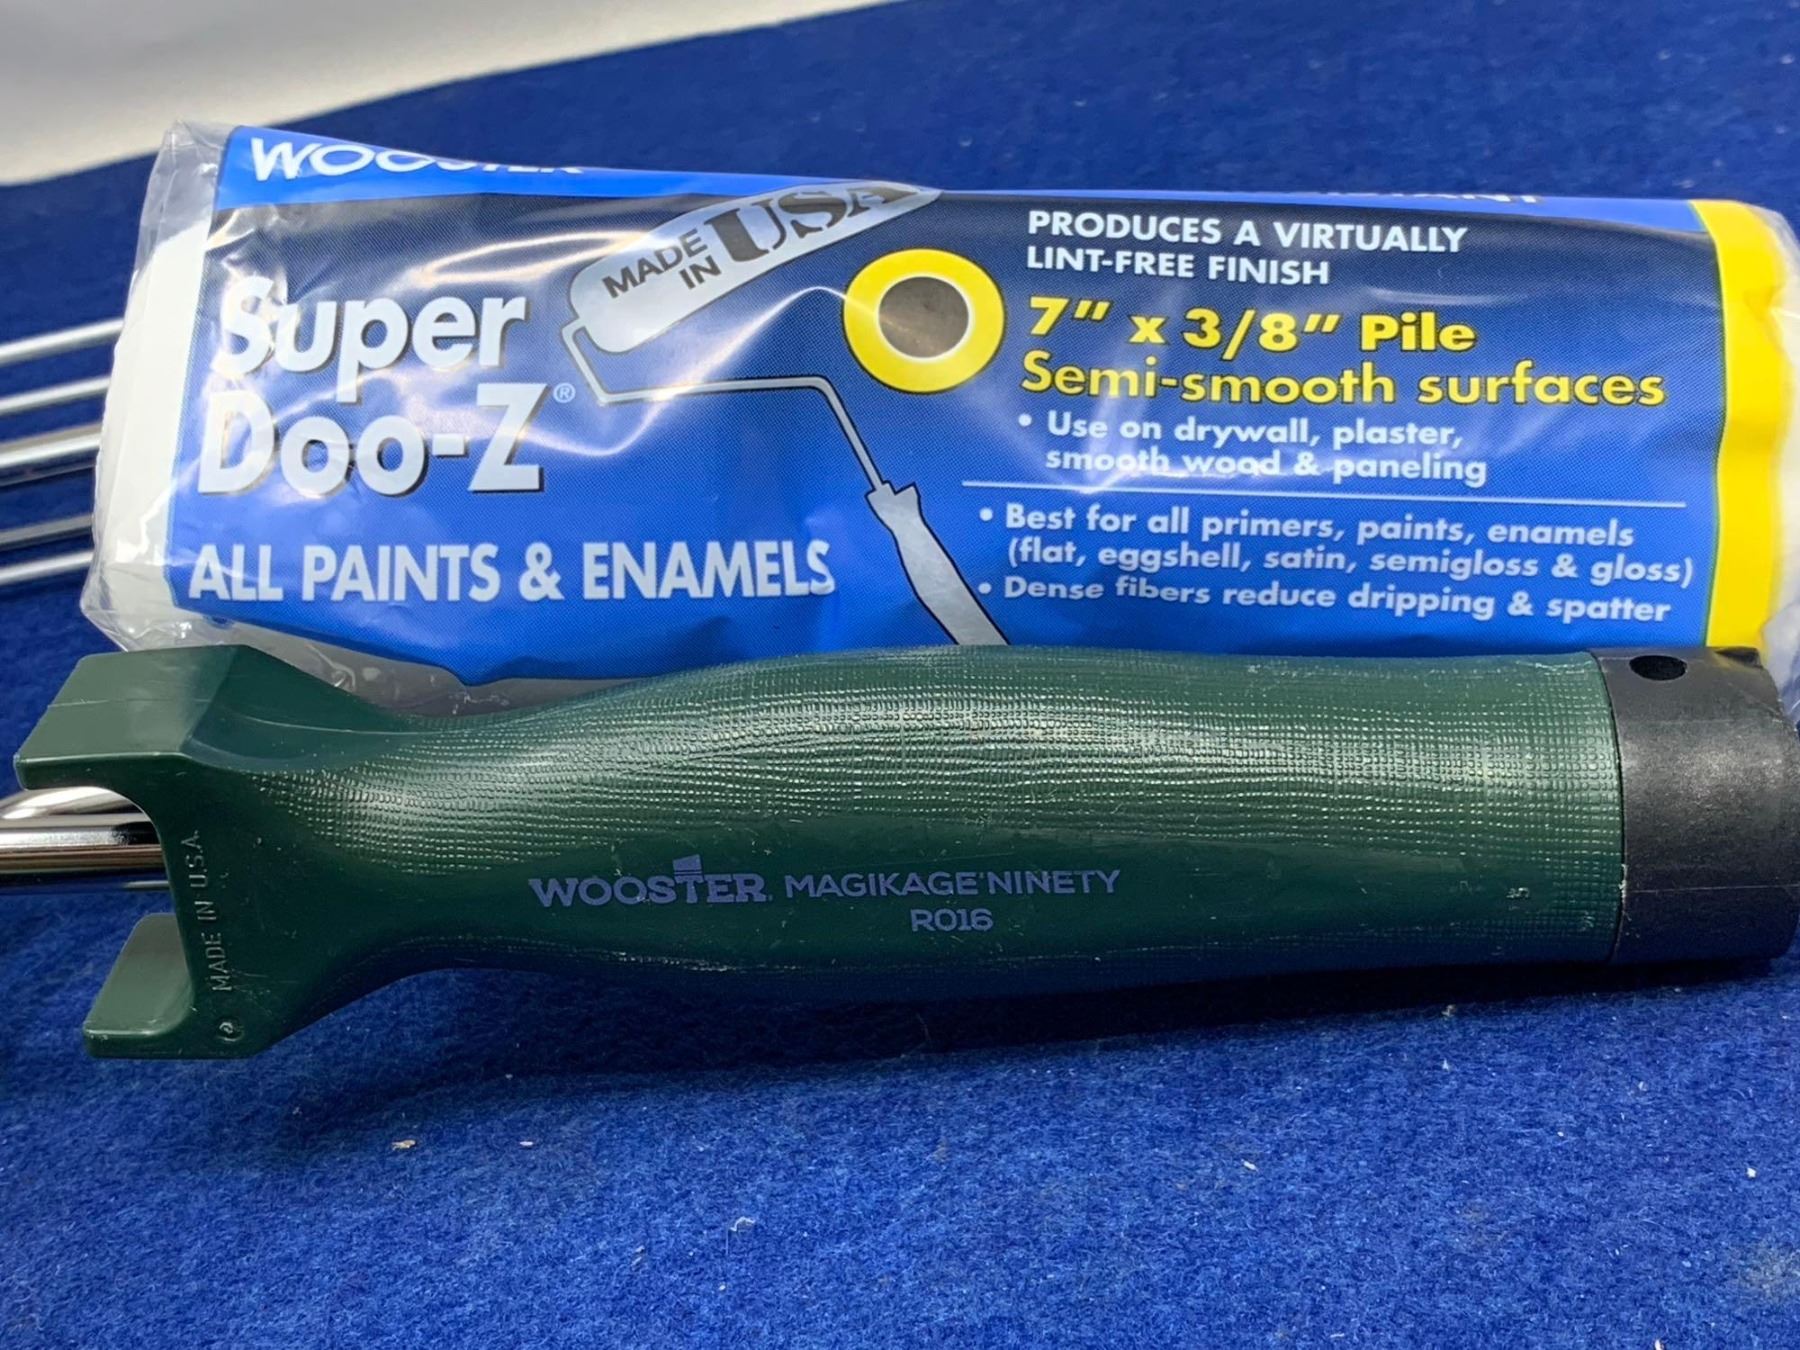 WOOSTER
Super
Doo-Z®
ALL PAINTS & ENAMELS
MADE
IN USA
PRODUCES A VIRTUALLY
LINT-FREE FINISH
7" x 3/8" Pile
Semi-smooth surfaces
• Use on drywall, plaster,
smooth wood & paneling
• Best for all primers, paints, enamels
(flat, eggshell, satin, semigloss & gloss)
• Dense fibers reduce dripping & spatter
MADE IN U.S.A.
WOOSTER MAGIKAGE NINETY
R016